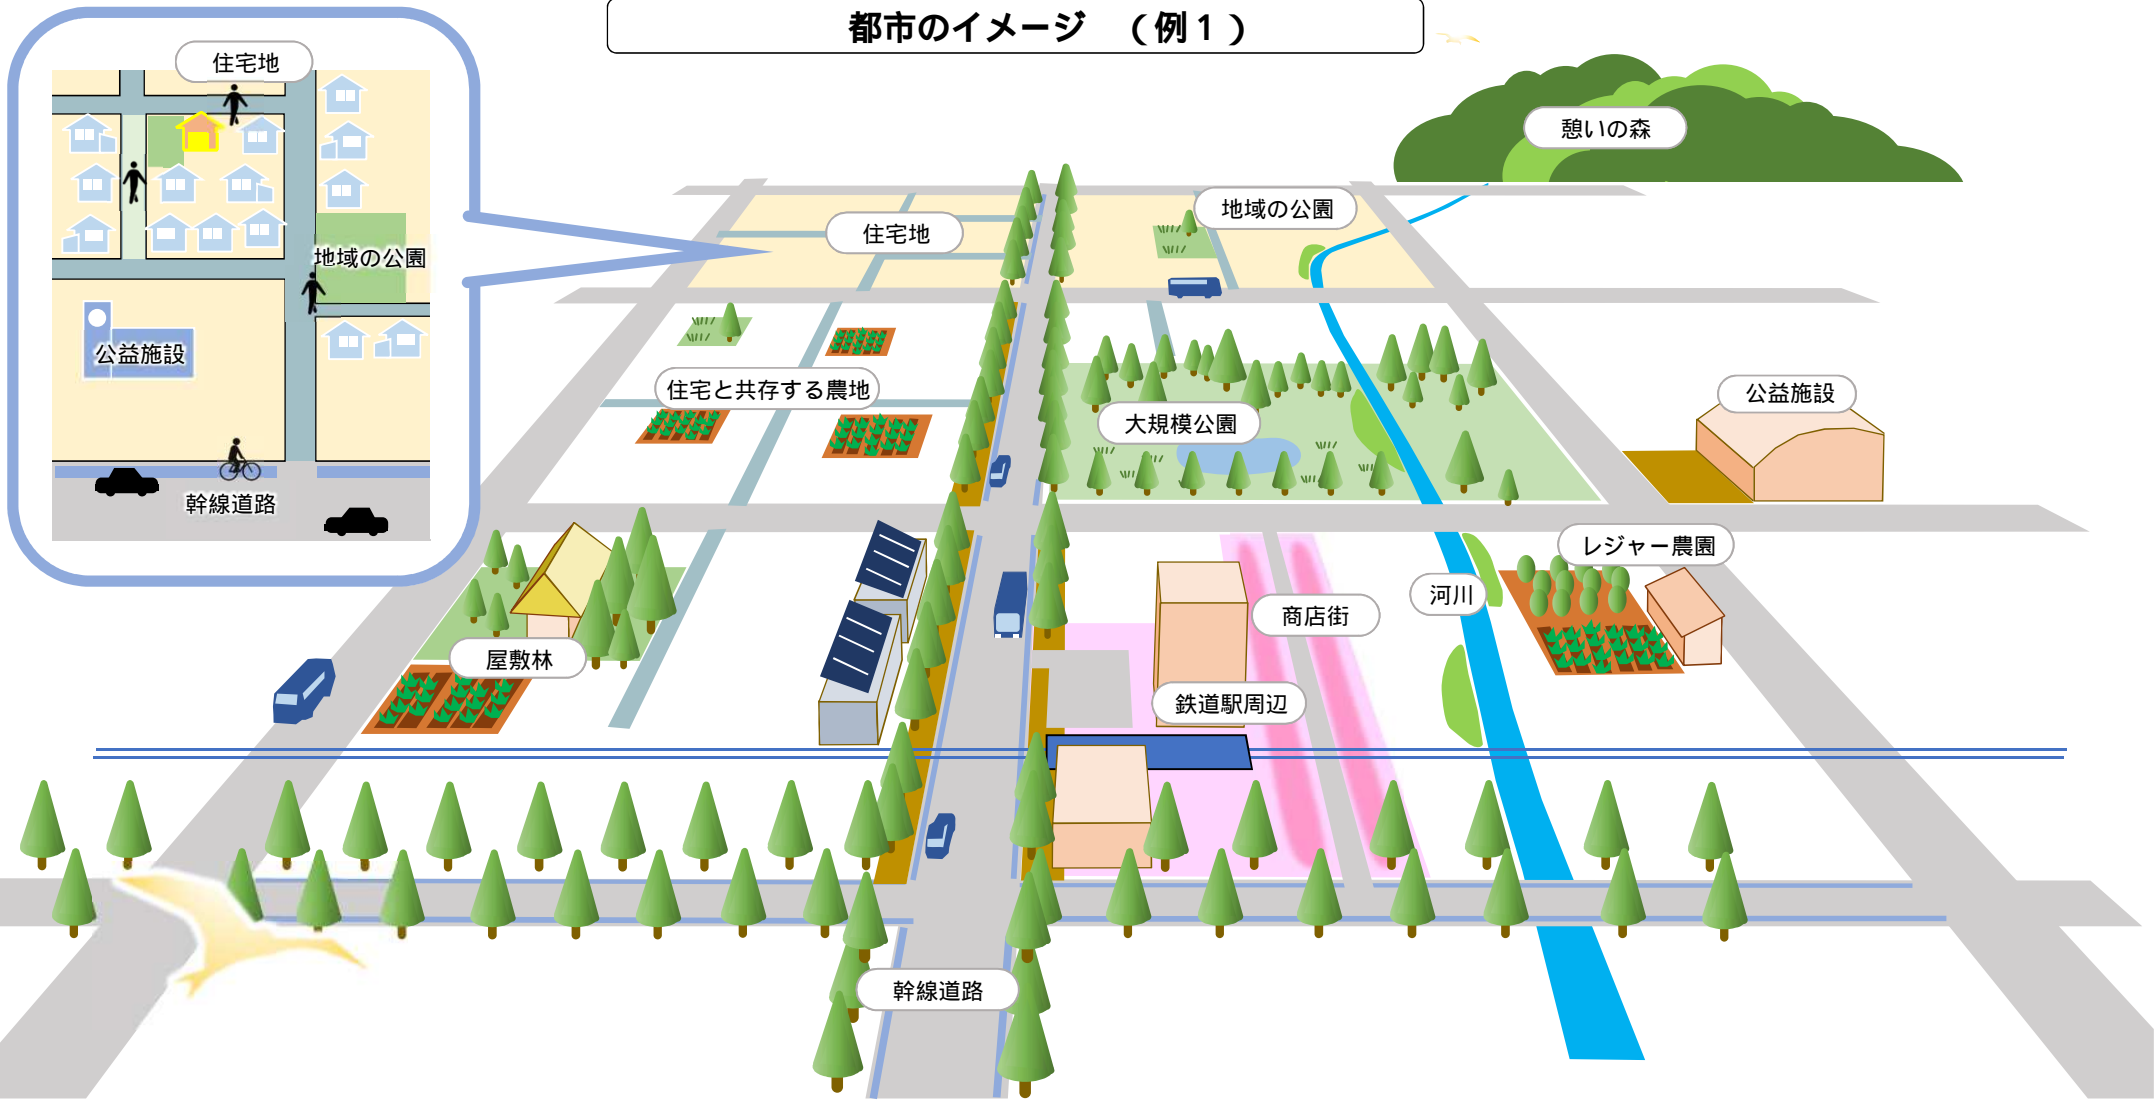 都市のイメージ （例１）
住宅地
地域の公園
公益施設
幹線道路
憩いの森
地域の公園
住宅地
住宅と共存する農地
大規模公園
公益施設
レジャー農園
河川
商店街
屋敷林
鉄道駅周辺
幹線道路